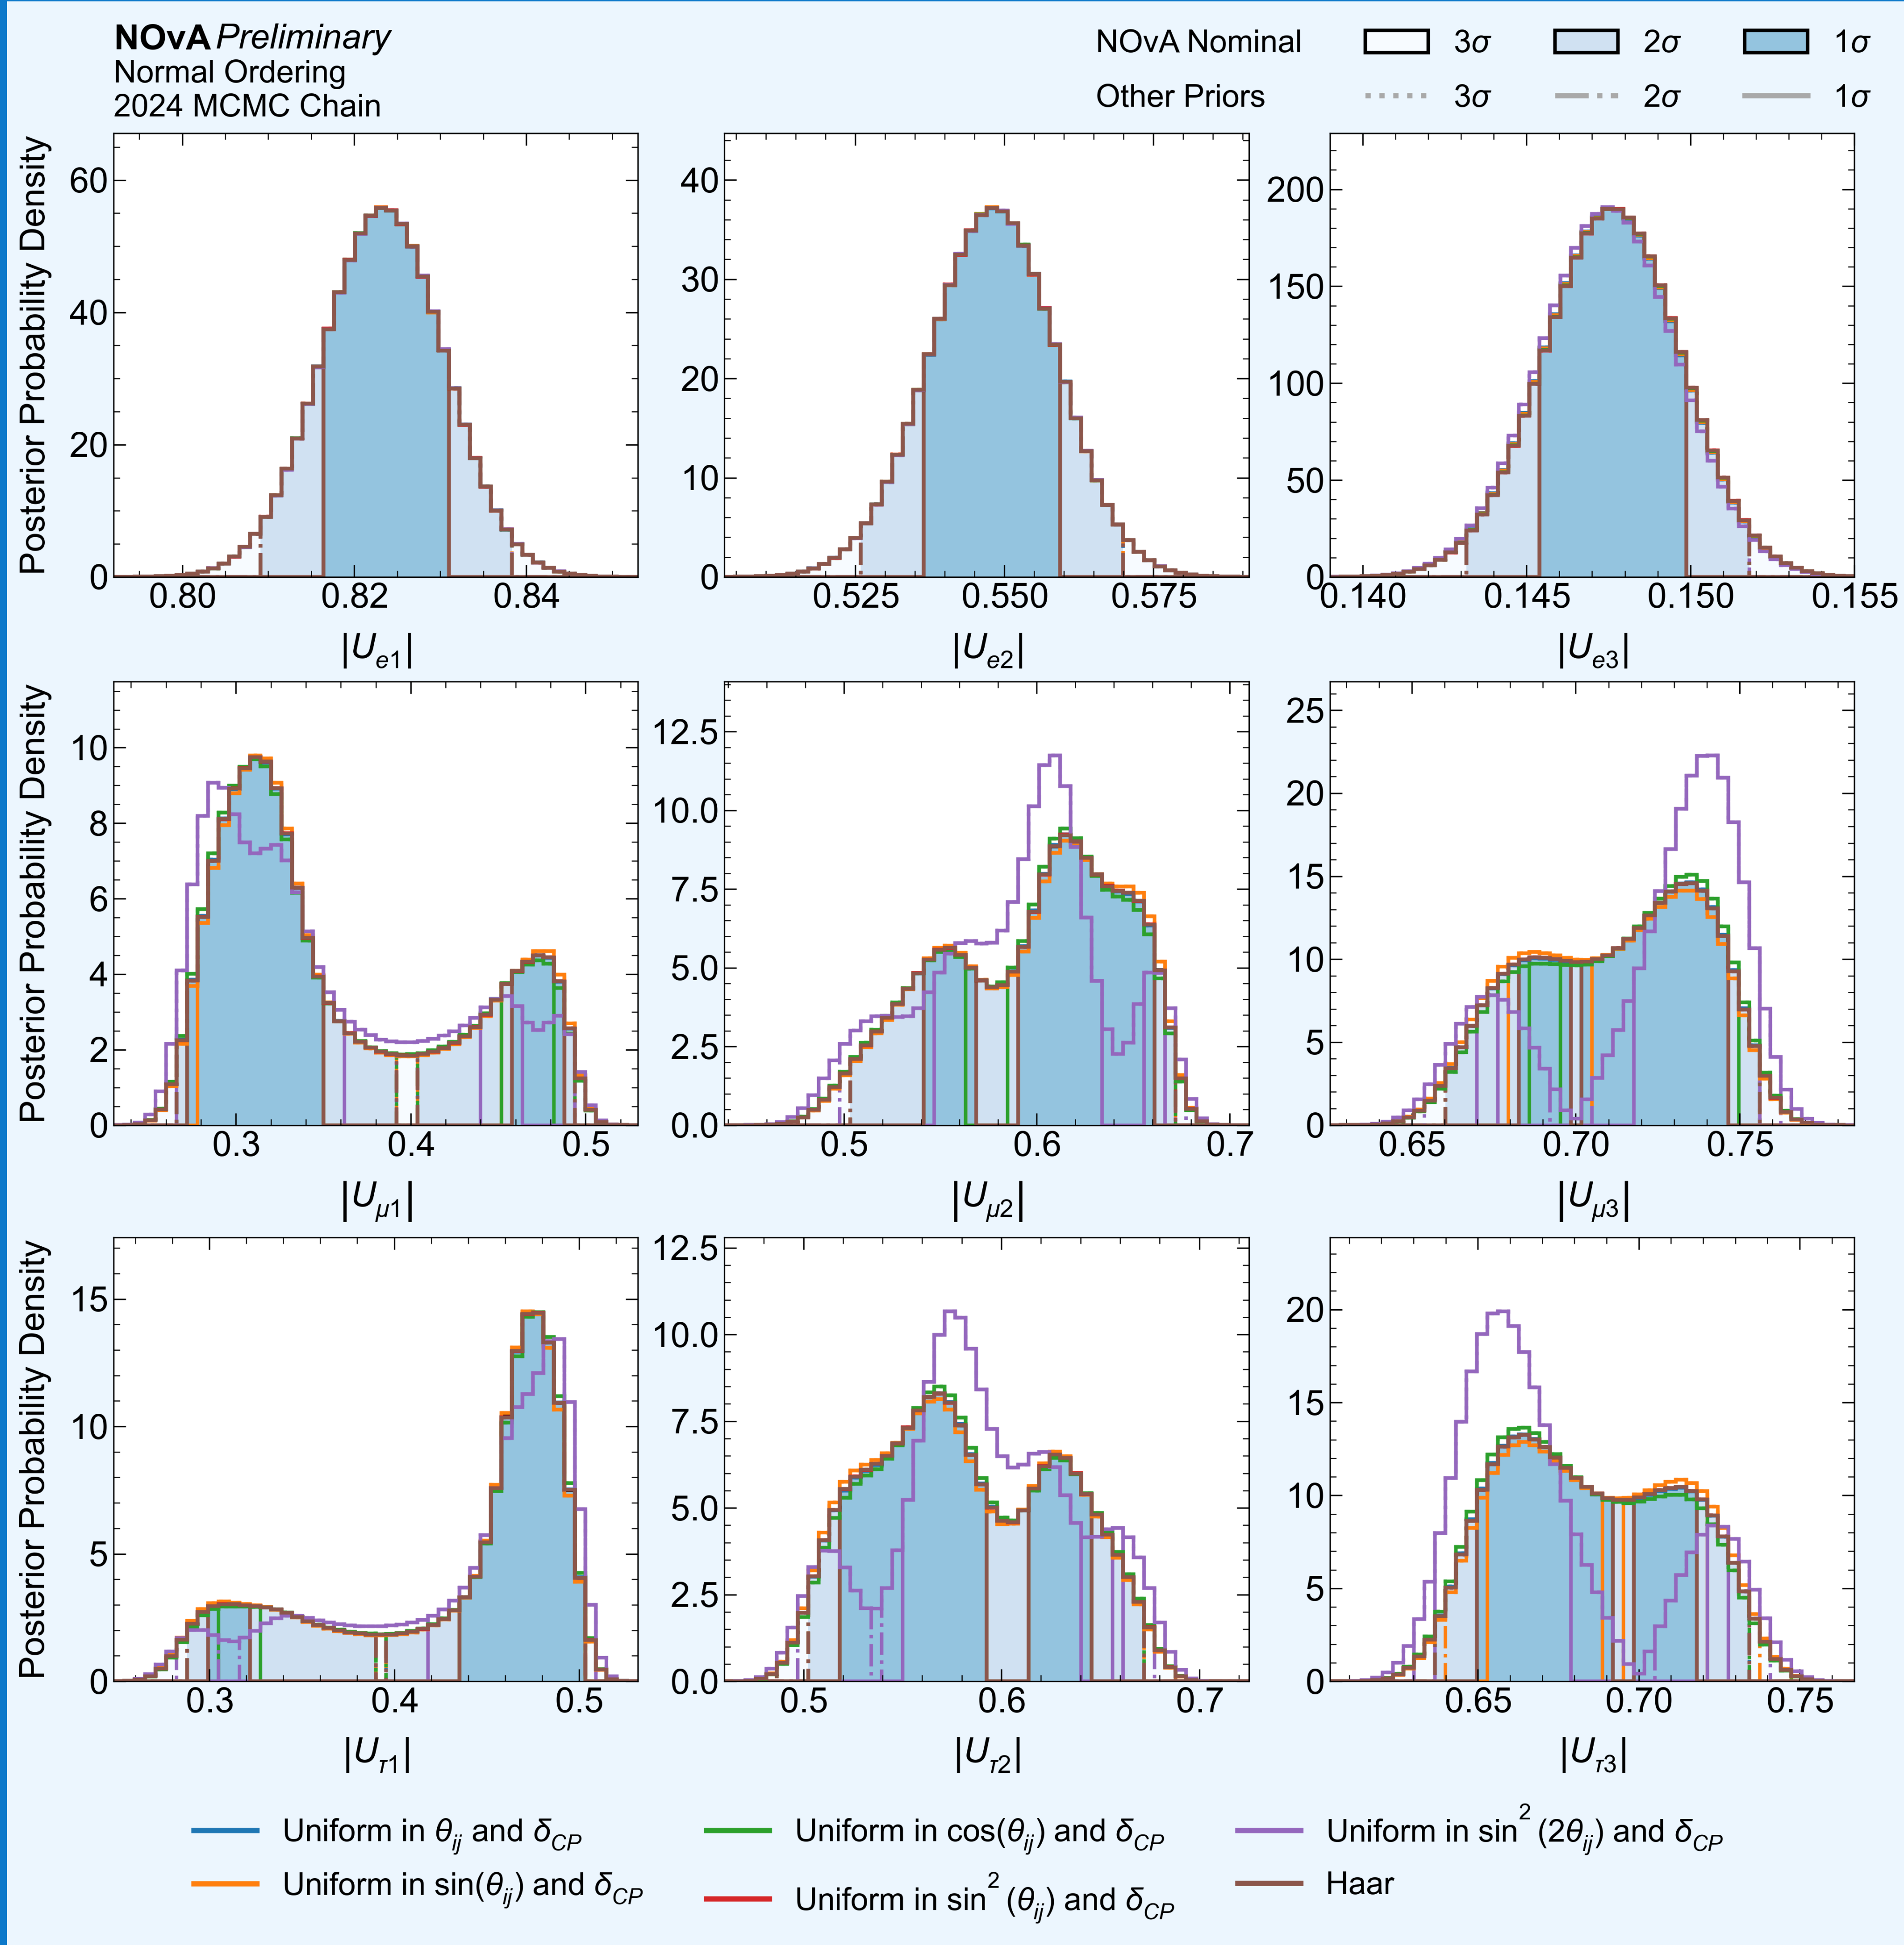 NOvA Preliminary
Normal Ordering
2024 MCMC Chain
NOvA Nominal 3σ 2σ 1σ
Other Priors 3σ 2σ 1σ
Posterior Probability Density
60
40
20
0
0.80 0.82 0.84
|Ue1|
40
30
20
10
0
0.525 0.550 0.575
|Ue2|
200
150
100
50
0
0.140 0.145 0.150 0.155
|Ue3|
Posterior Probability Density
10
8
6
4
2
0
0.3 0.4 0.5
|Uμ1|
12.5
10.0
7.5
5.0
2.5
0.0
0.5 0.6 0.7
|Uμ2|
25
20
15
10
5
0
0.65 0.70 0.75
|Uμ3|
Posterior Probability Density
15
10
5
0
0.3 0.4 0.5
|Uτ1|
12.5
10.0
7.5
5.0
2.5
0.0
0.5 0.6 0.7
|Uτ2|
20
15
10
5
0
0.65 0.70 0.75
|Uτ3|
Uniform in θij and δCP
Uniform in sin(θij) and δCP
Uniform in cos(θij) and δCP
Uniform in sin² (θij) and δCP
Uniform in sin² (2θij) and δCP
Haar